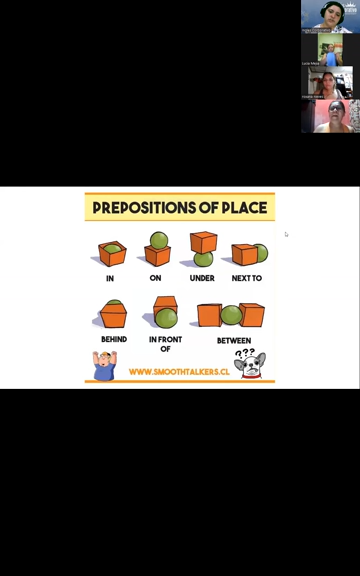 PREPOSITIONS OF PLACE
IN
ON
UNDER
NEXT TO
BEHIND
IN FRONT
OF
BETWEEN
???
WWW.SMOOTHTALKERS.CL